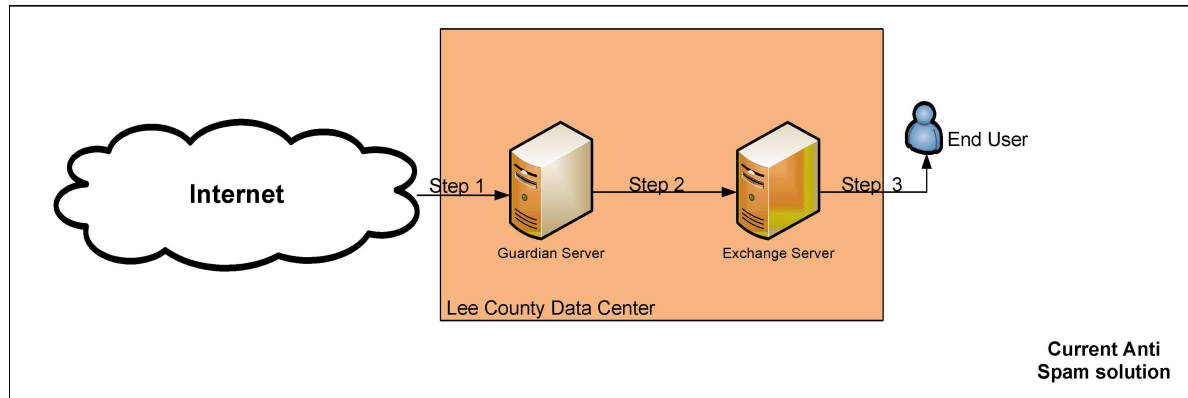 Internet
Step 1
Guardian Server
Step 2
Exchange Server
Step 3
End User
Lee County Data Center
Current Anti
Spam solution